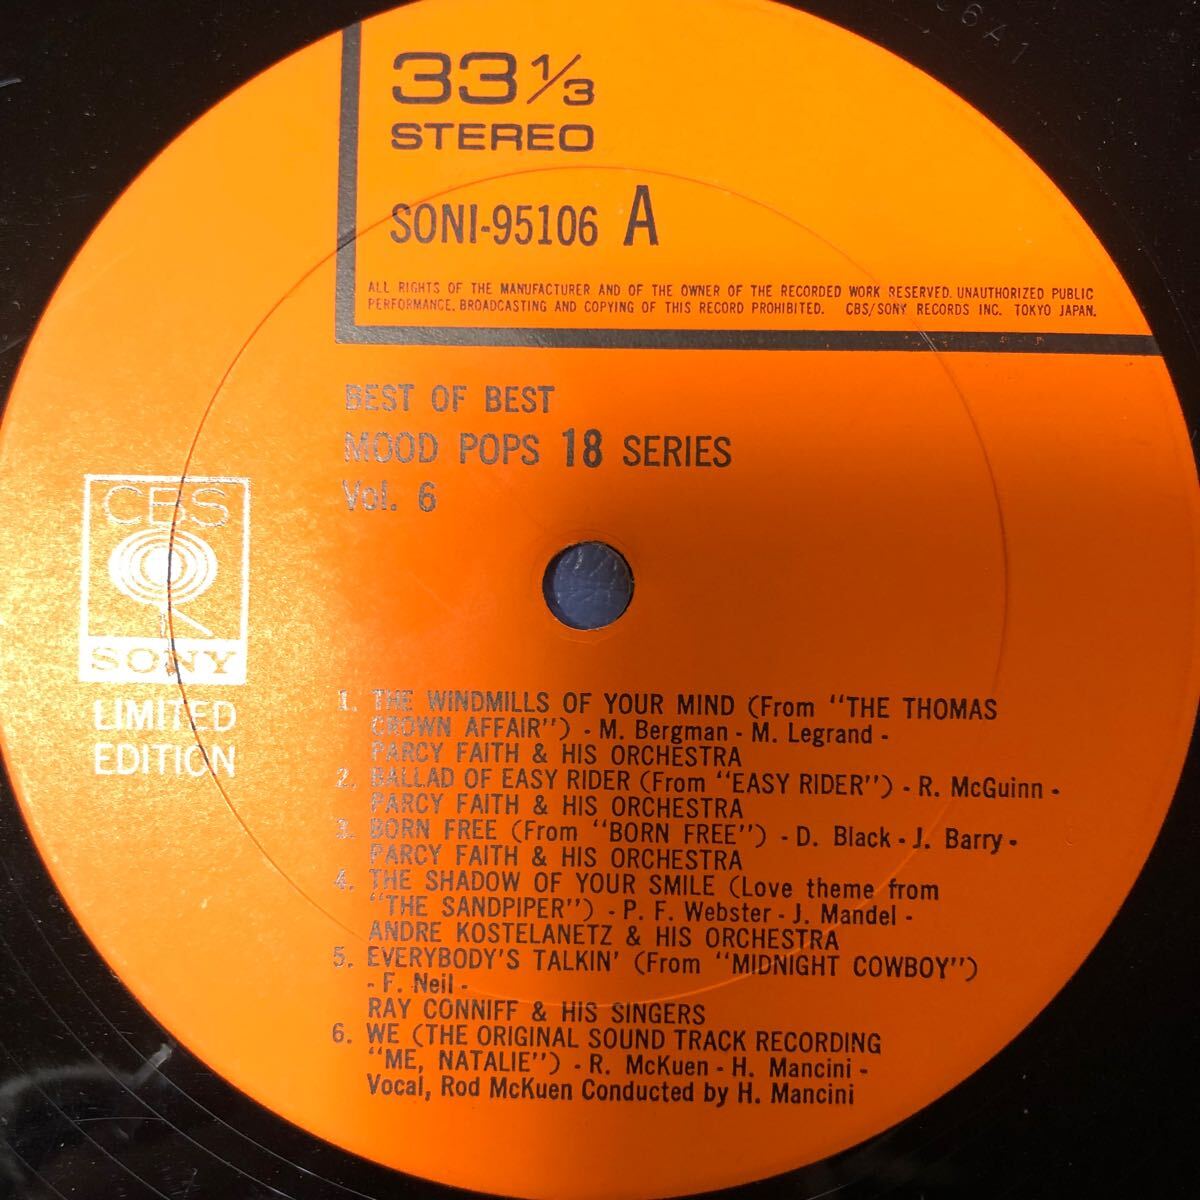 33 1/3
STEREO
SONI-95106 A
ALL RIGHTS OF THE MANUFACTURER AND OF THE OWNER OF THE RECORDED WORK RESERVED. UNAUTHORIZED PUBLIC
PERFORMANCE, BROADCASTING AND COPYING OF THIS RECORD PROHIBITED. CBS/SONY RECORDS INC. TOKYO JAPAN.
BEST OF BEST
MOOD POPS 18 SERIES
Vol. 6
CBS
SONY
LIMITED
EDITION
1. THE WINDMILLS OF YOUR MIND (From "THE THOMAS
CROWN AFFAIR") - M. Bergman - M. Legrand -
PARCY FAITH & HIS ORCHESTRA
2. BALLAD OF EASY RIDER (From "EASY RIDER") - R. McGuinn -
PARCY FAITH & HIS ORCHESTRA
3. BORN FREE (From "BORN FREE") - D. Black - J. Barry -
PARCY FAITH & HIS ORCHESTRA
4. THE SHADOW OF YOUR SMILE (Love theme from
"THE SANDPIPER") - P. F. Webster - J. Mandel -
ANDRE KOSTELANETZ & HIS ORCHESTRA
5. EVERYBODY'S TALKIN' (From "MIDNIGHT COWBOY")
- F. Neil -
RAY CONNIFF & HIS SINGERS
6. WE (THE ORIGINAL SOUND TRACK RECORDING
"ME, NATALIE") - R. McKuen - H. Mancini -
Vocal, Rod McKuen Conducted by H. Mancini